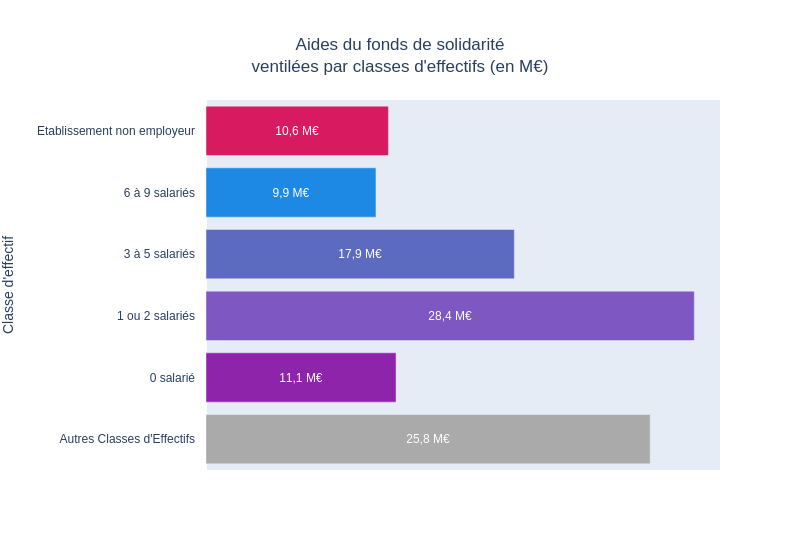 Aides du fonds de solidarité
ventilées par classes d'effectifs (en M€)
Classe d'effectif
Etablissement non employeur
10,6 M€
6 à 9 salariés
9,9 M€
3 à 5 salariés
17,9 M€
1 ou 2 salariés
28,4 M€
0 salarié
11,1 M€
Autres Classes d'Effectifs
25,8 M€